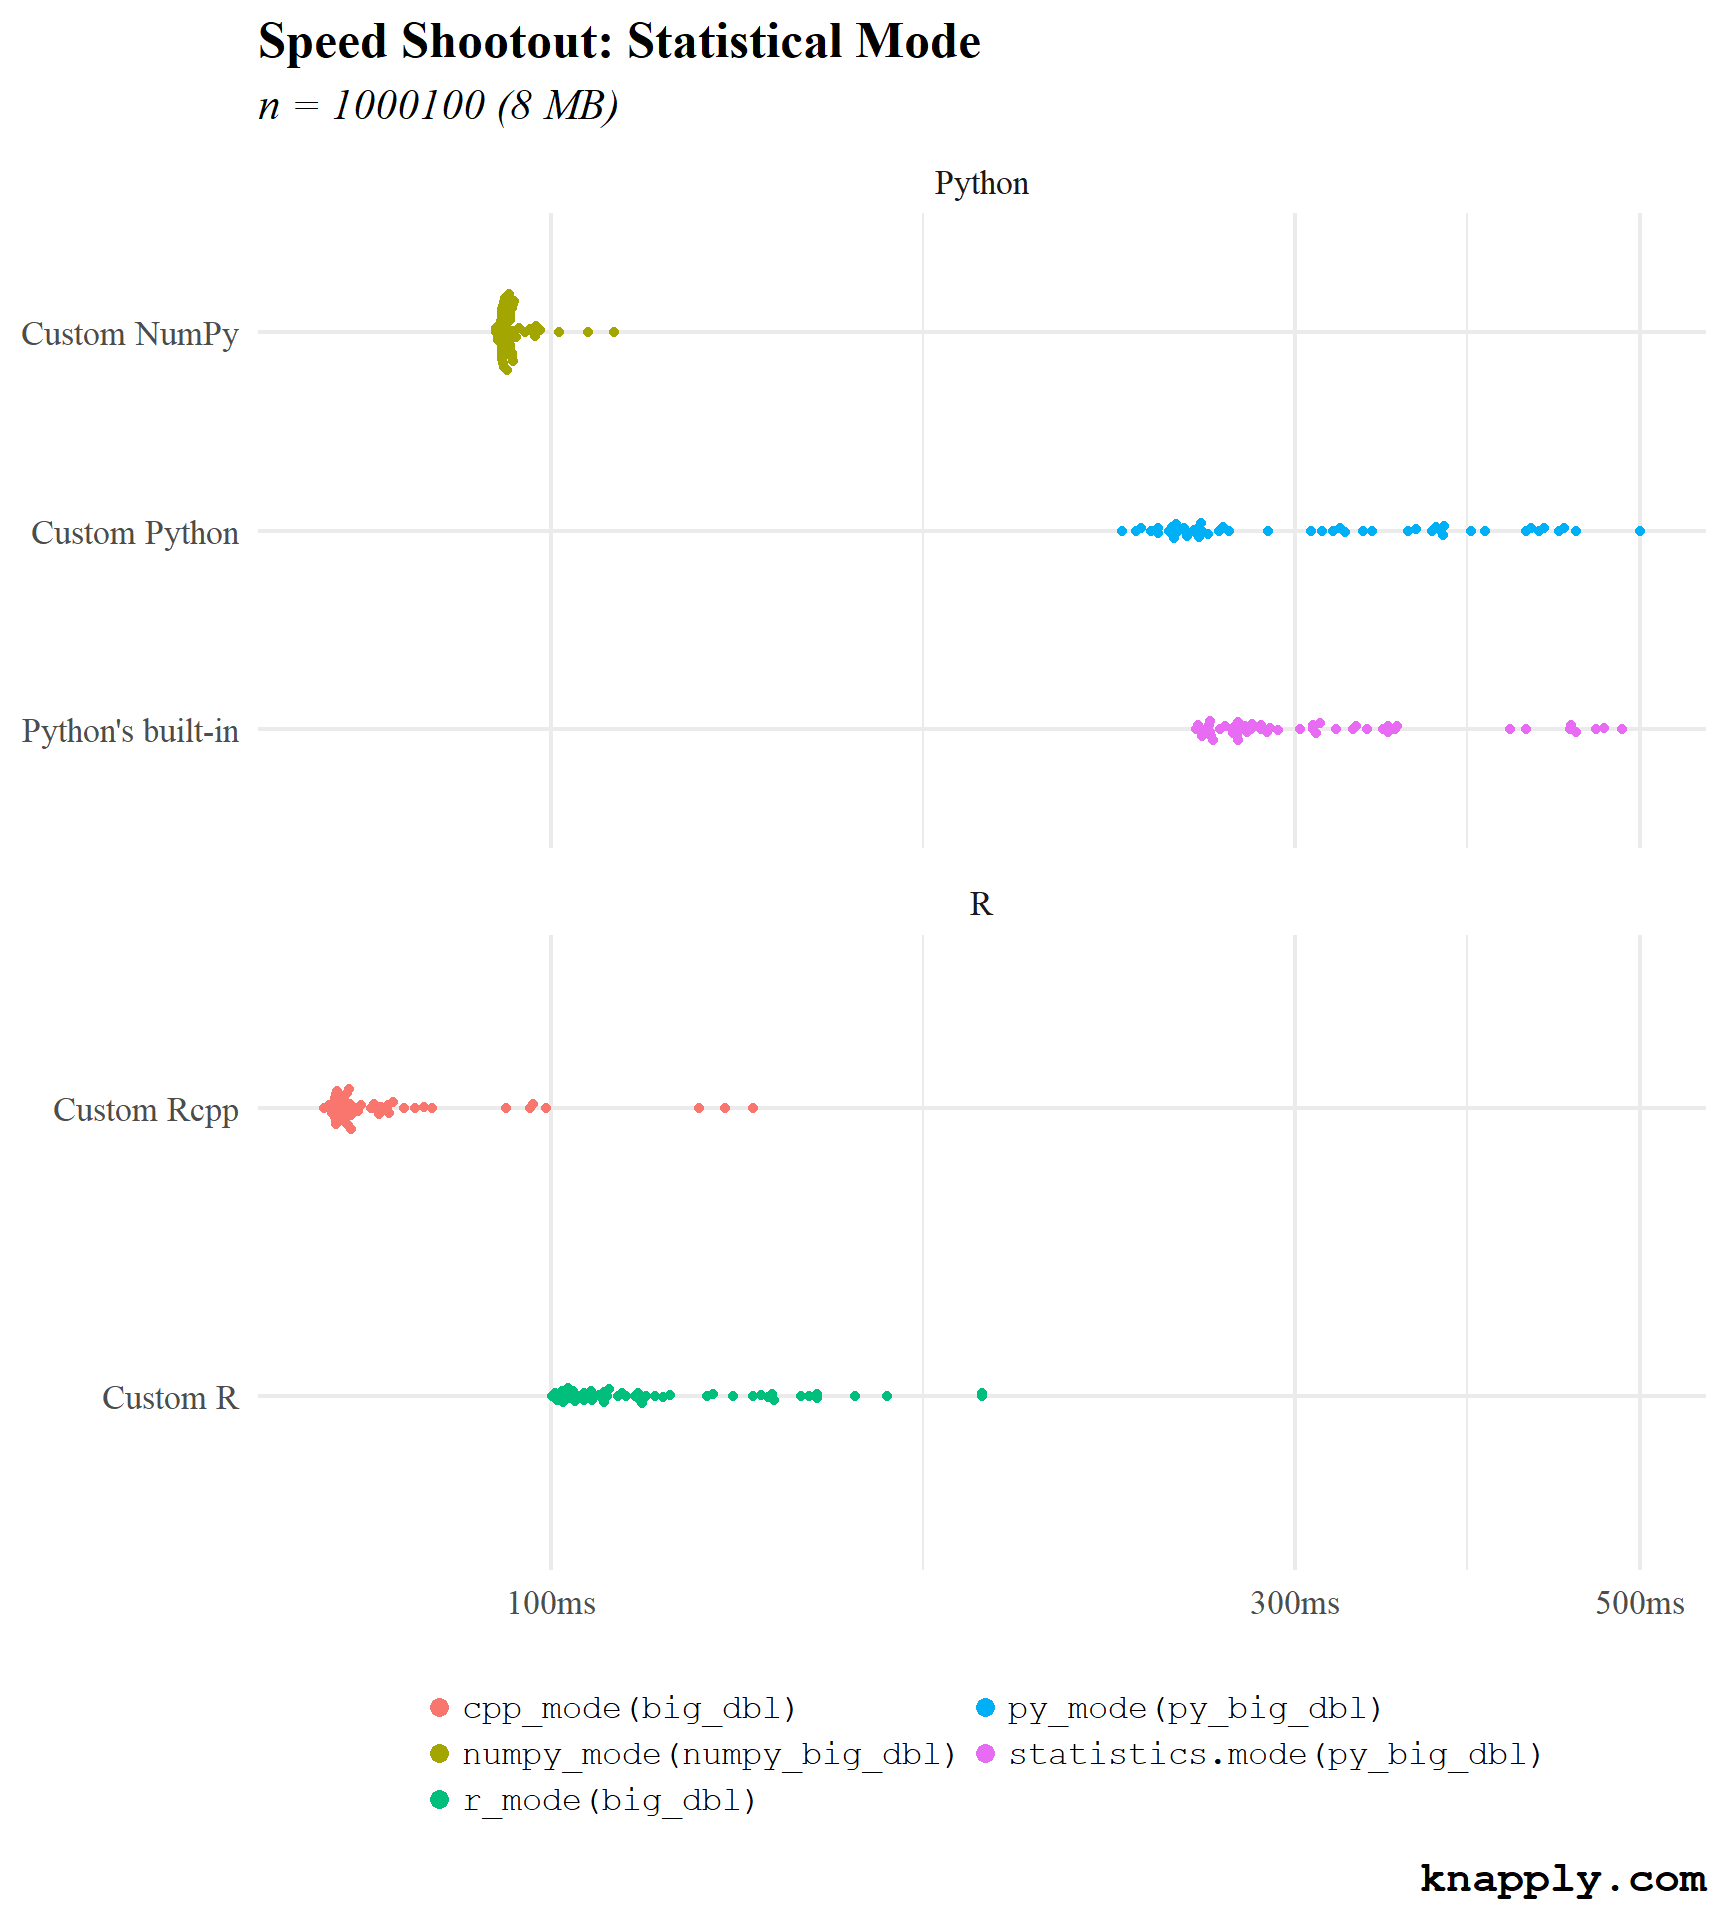 Speed Shootout: Statistical Mode
n = 1000100 (8 MB)
Python
Custom NumPy
Custom Python
Python's built-in
R
Custom Rcpp
Custom R
100ms 300ms 500ms
cpp_mode(big_dbl) py_mode(py_big_dbl)
numpy_mode(numpy_big_dbl) statistics.mode(py_big_dbl)
r_mode(big_dbl)
knapply.com